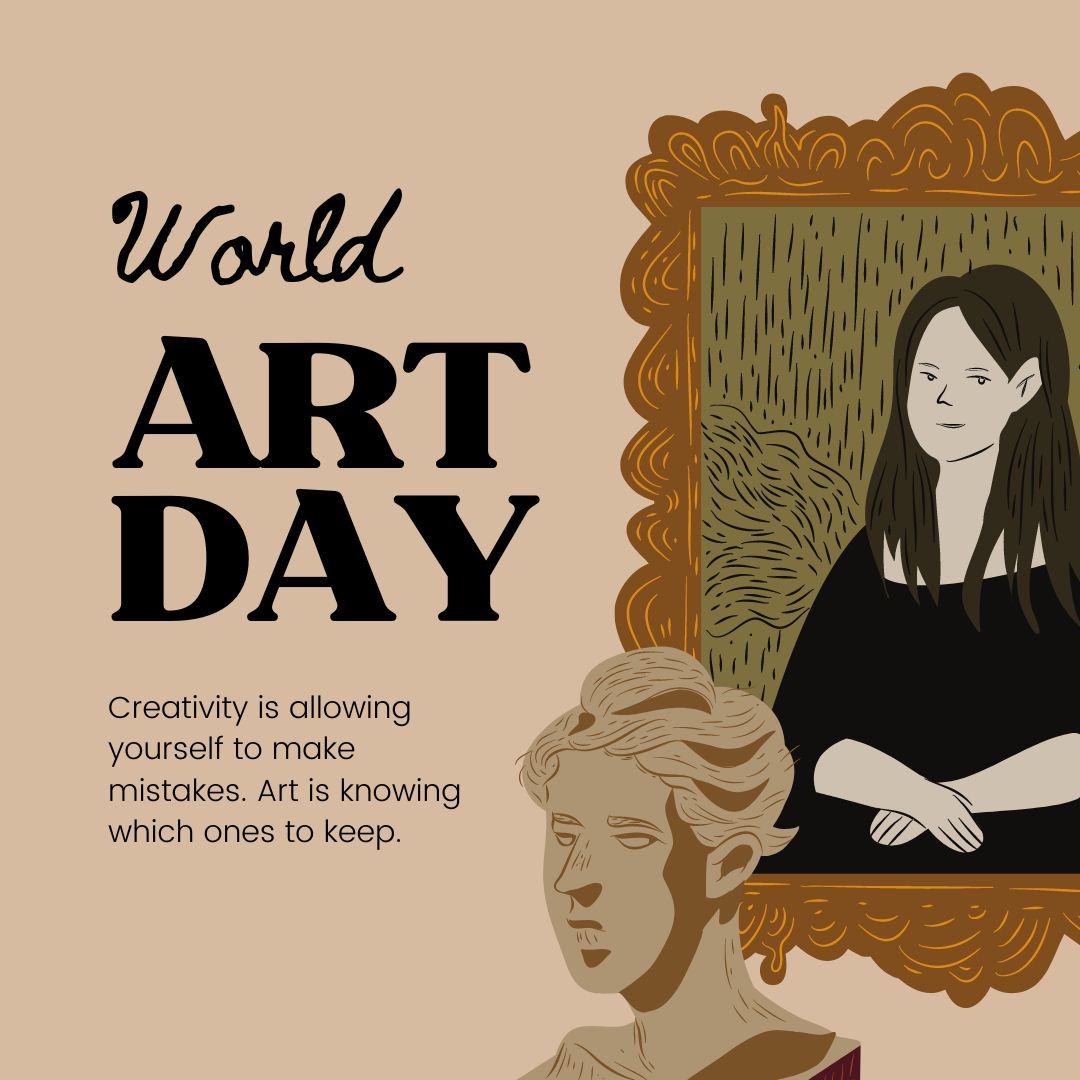 World
ART
DAY
Creativity is allowing
yourself to make
mistakes. Art is knowing
which ones to keep.